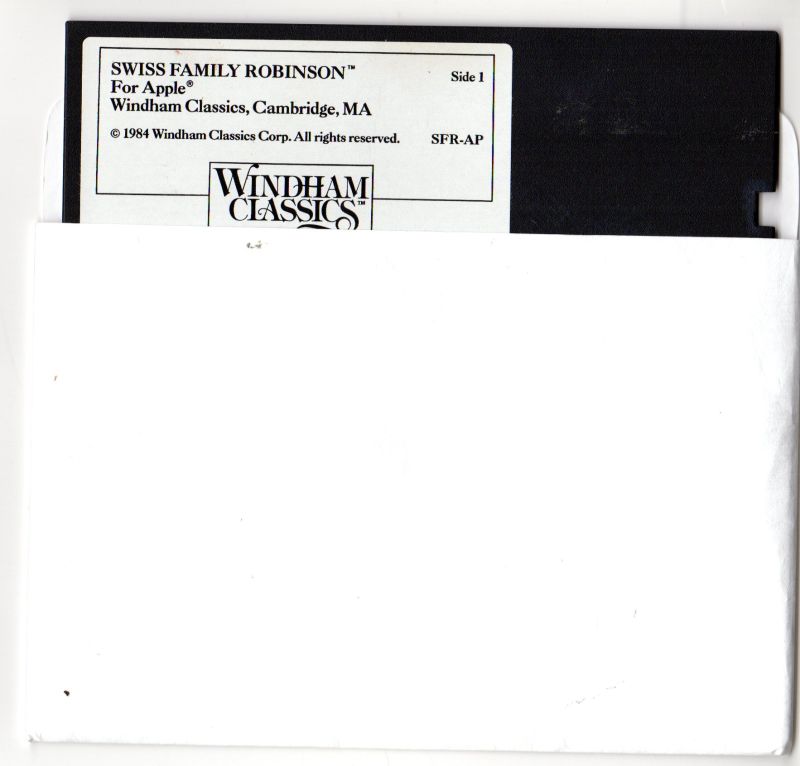 SWISS FAMILY ROBINSON™
Side 1
For Apple®
Windham Classics, Cambridge, MA
© 1984 Windham Classics Corp. All rights reserved.
SFR-AP
WINDHAM
CLASSICS™